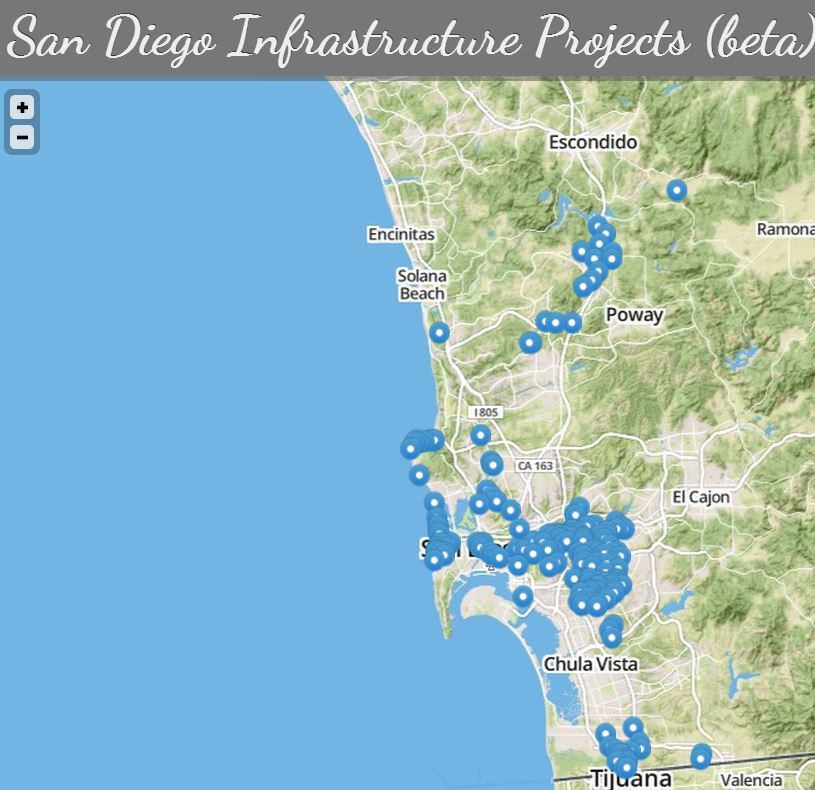 San Diego Infrastructure Projects (beta)
+
−
Escondido
Encinitas
Ramona
Solana
Beach
Poway
I 805
CA 163
El Cajon
Chula Vista
Tijuana
Valencia